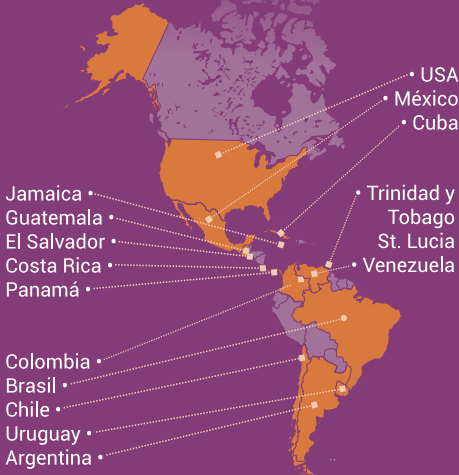 • USA
• México
• Cuba
Jamaica •
Guatemala •
El Salvador •
Costa Rica •
Panamá •
• Trinidad y
Tobago
St. Lucia
• Venezuela
Colombia •
Brasil •
Chile •
Uruguay •
Argentina •